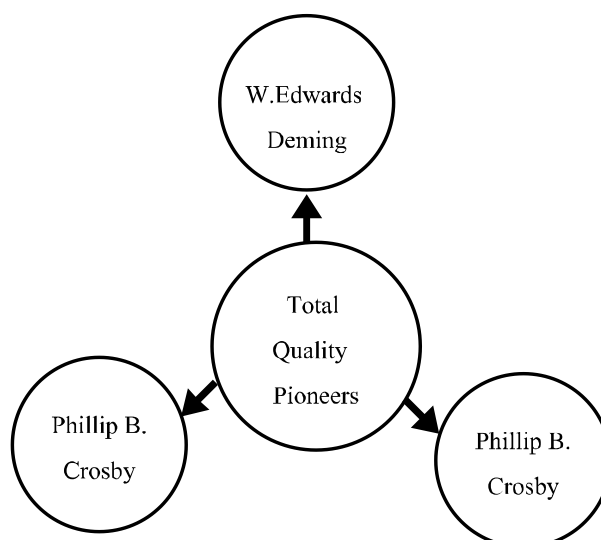 W.Edwards
Deming
Total
Quality
Pioneers
Phillip B.
Crosby
Phillip B.
Crosby